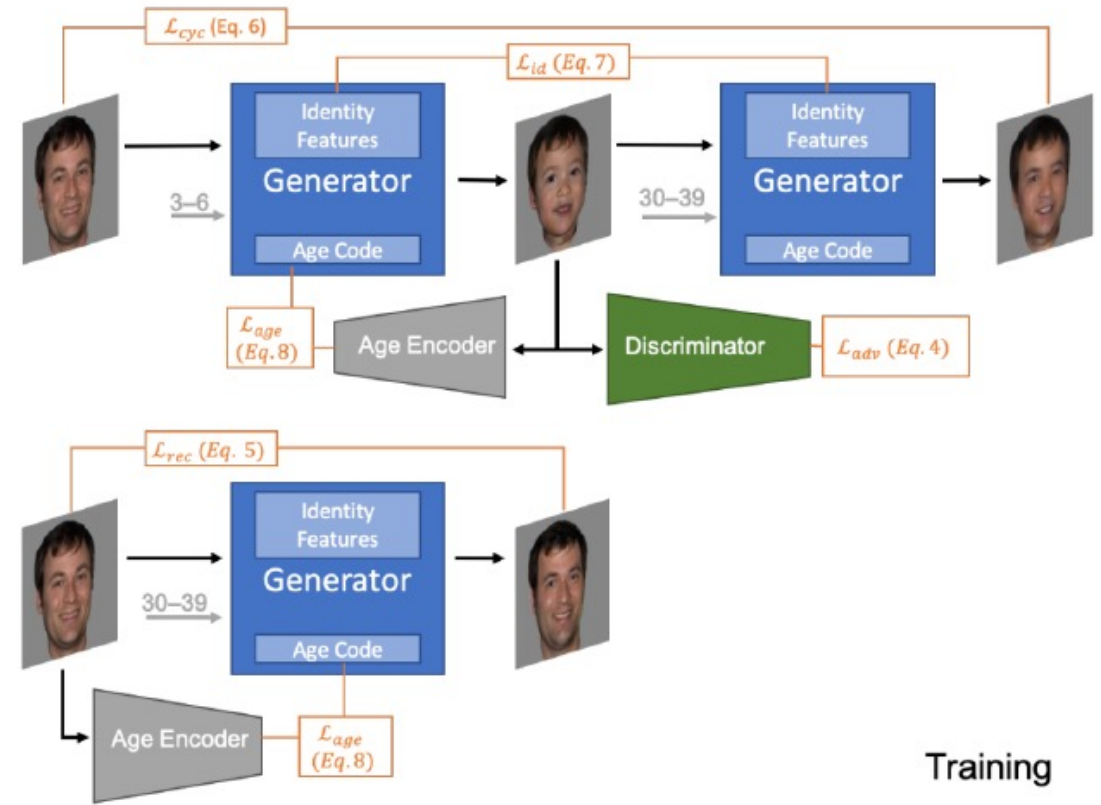 ℒcyc (Eq. 6)
ℒid (Eq. 7)
Identity
Features
Generator
3–6
Age Code
Identity
Features
Generator
30–39
Age Code
ℒage
(Eq. 8)
Age Encoder
Discriminator
ℒadv (Eq. 4)
ℒrec (Eq. 5)
Identity
Features
Generator
30–39
Age Code
Age Encoder
ℒage
(Eq. 8)
Training